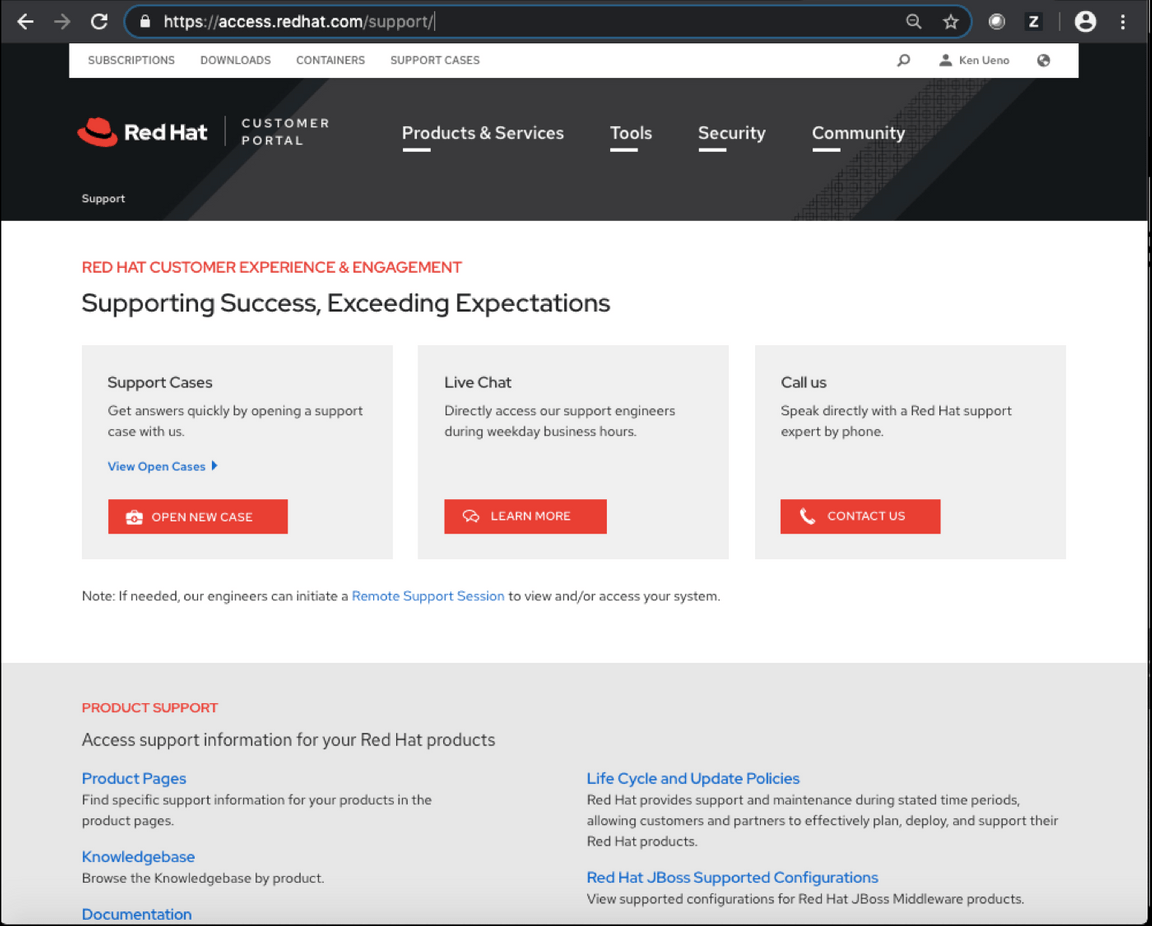 https://access.redhat.com/support/
Z
SUBSCRIPTIONS DOWNLOADS CONTAINERS SUPPORT CASES Ken Ueno
Red Hat CUSTOMER PORTAL
Products & Services Tools Security Community
Support
RED HAT CUSTOMER EXPERIENCE & ENGAGEMENT
Supporting Success, Exceeding Expectations
Support Cases
Get answers quickly by opening a support
case with us.
View Open Cases
OPEN NEW CASE
Live Chat
Directly access our support engineers
during weekday business hours.
LEARN MORE
Call us
Speak directly with a Red Hat support
expert by phone.
CONTACT US
Note: If needed, our engineers can initiate a Remote Support Session to view and/or access your system.
PRODUCT SUPPORT
Access support information for your Red Hat products
Product Pages
Find specific support information for your products in the
product pages.
Knowledgebase
Browse the Knowledgebase by product.
Documentation
Life Cycle and Update Policies
Red Hat provides support and maintenance during stated time periods,
allowing customers and partners to effectively plan, deploy, and support their
Red Hat products.
Red Hat JBoss Supported Configurations
View supported configurations for Red Hat JBoss Middleware products.